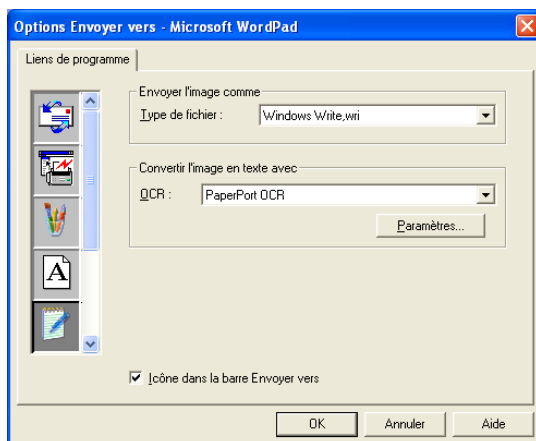 Options Envoyer vers - Microsoft WordPad
Liens de programme
Envoyer l'image comme
Type de fichier :
Windows Write,wri
Convertir l'image en texte avec
OCR :
PaperPort OCR
Paramètres...
A
Icône dans la barre Envoyer vers
OK
Annuler
Aide